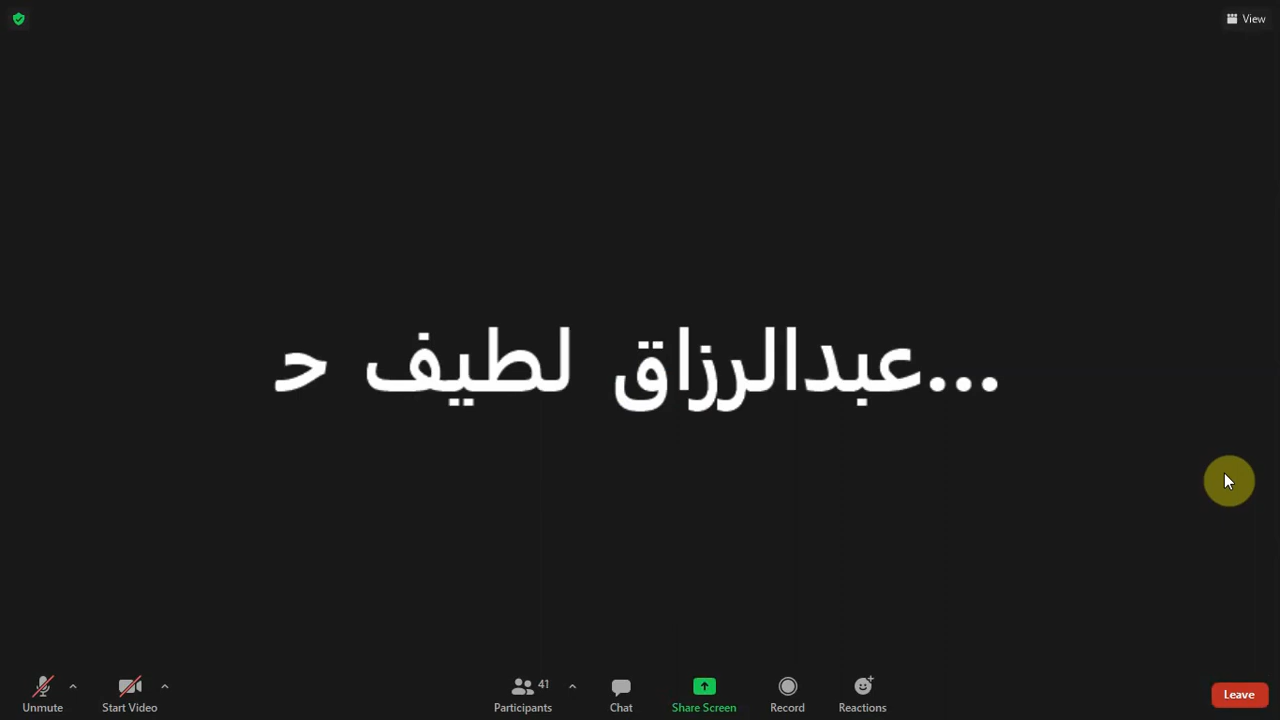 View
عبدالرزاق لطيف ح...
Unmute
Start Video
Participants 41
Chat
Share Screen
Record
Reactions
Leave